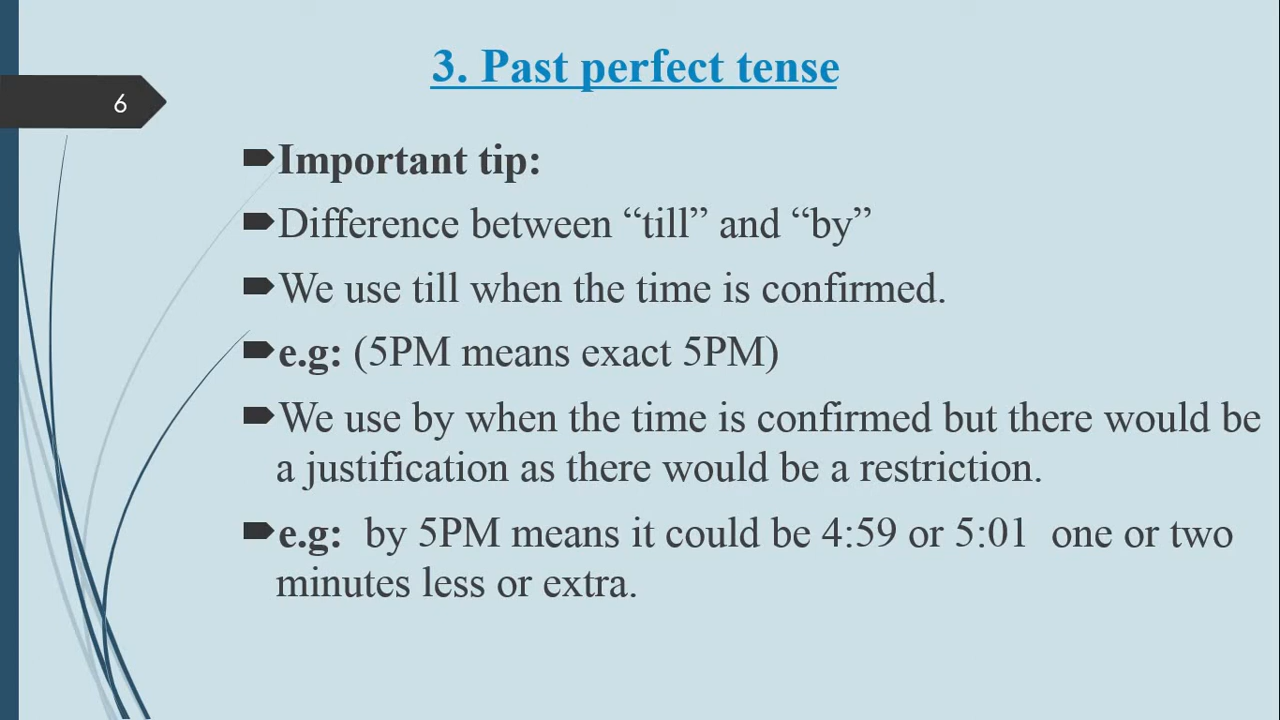 3. Past perfect tense
6
Important tip:
Difference between “till” and “by”
We use till when the time is confirmed.
e.g: (5PM means exact 5PM)
We use by when the time is confirmed but there would be
a justification as there would be a restriction.
e.g:  by 5PM means it could be 4:59 or 5:01  one or two
minutes less or extra.